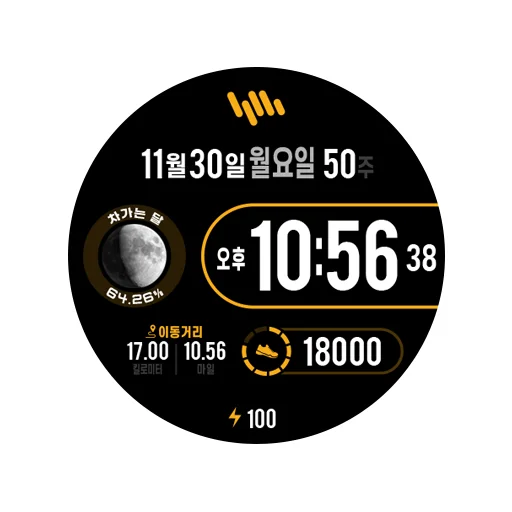 11월30일 월요일 50주
차가는 달
64.26%
오후 10:56 38
이동거리
17.00 10.56
킬로미터 마일
18000
100